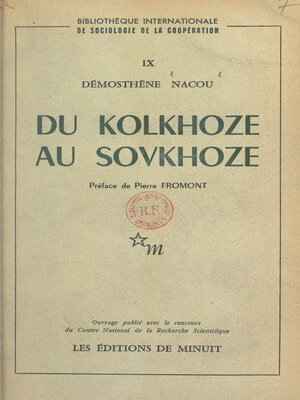 BIBLIOTHÈQUE INTERNATIONALE
DE SOCIOLOGIE DE LA COOPÉRATION
IX
DÉMOSTHÈNE NACOU
DU KOLKHOZE
AU SOVKHOZE
Préface de Pierre FROMONT
R.F.
m
Ouvrage publié avec le concours
du Centre National de la Recherche Scientifique
LES ÉDITIONS DE MINUIT